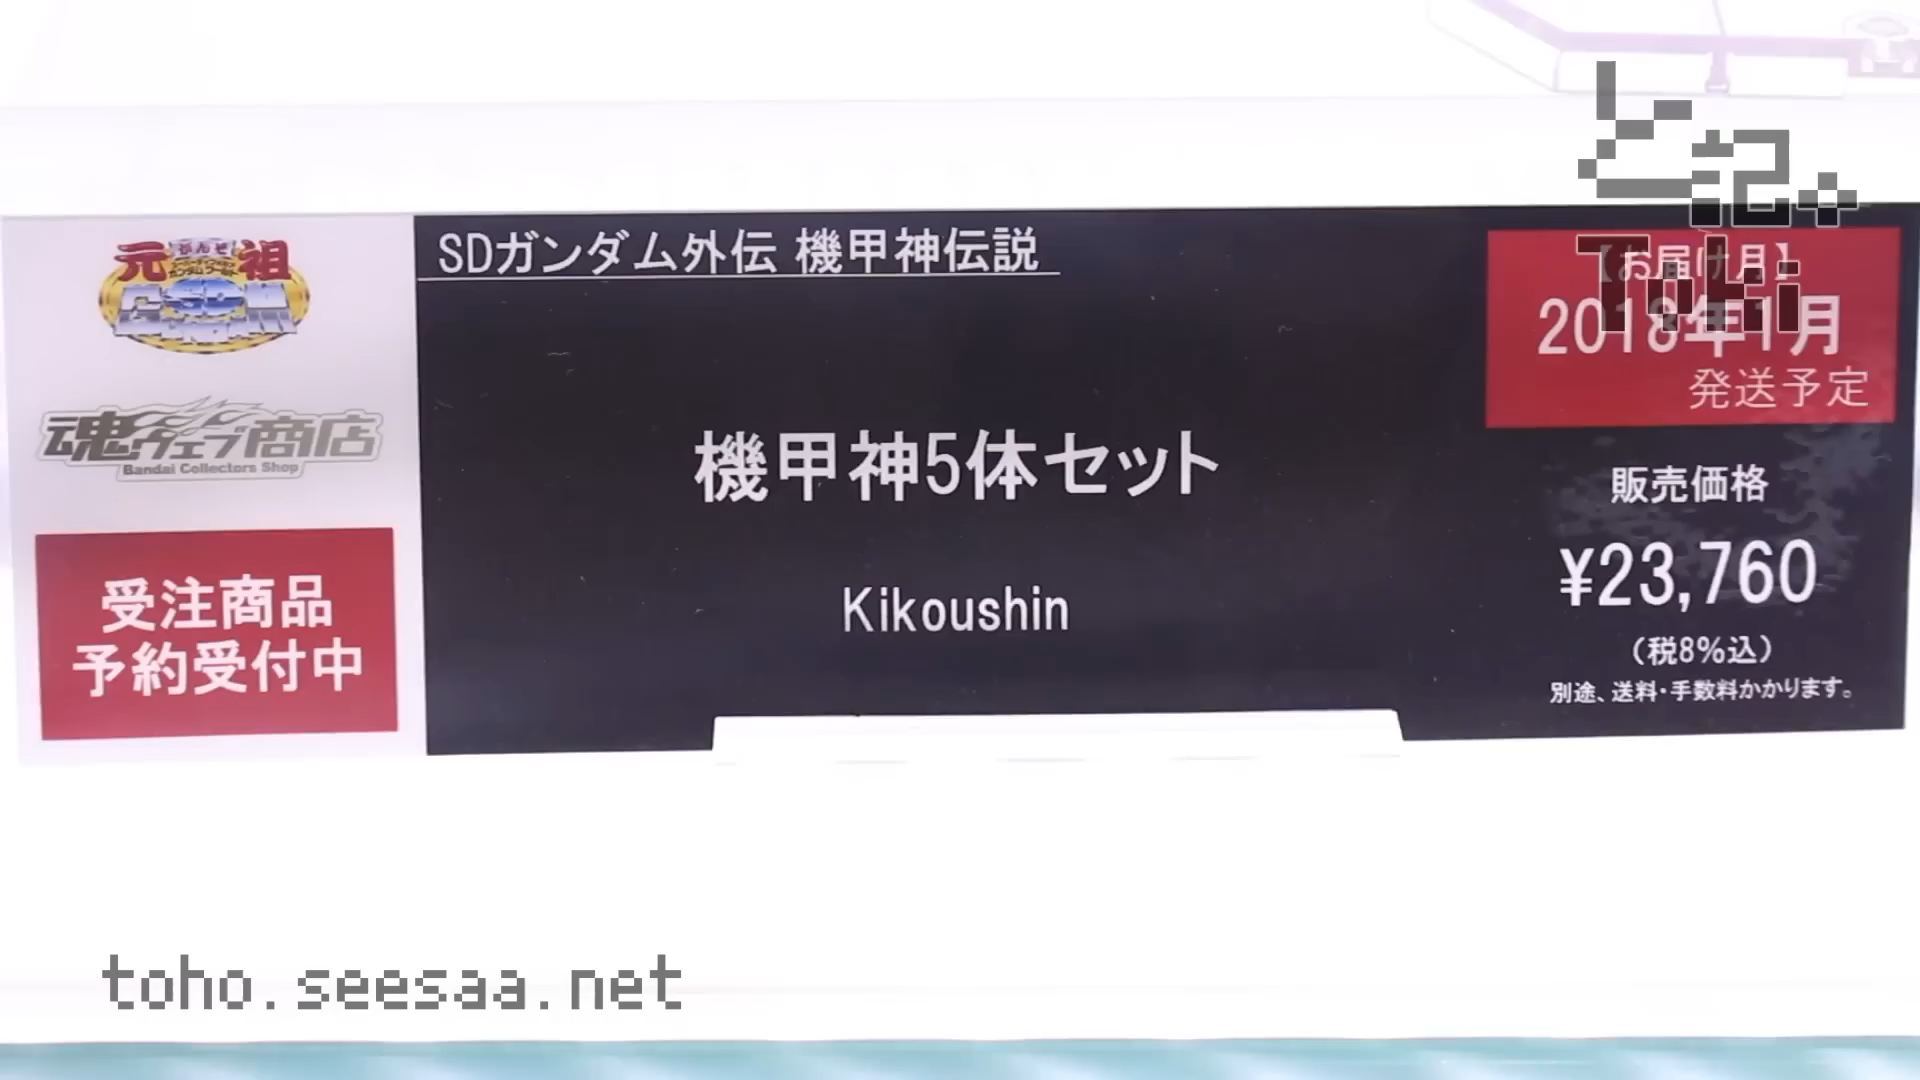 と記+
Toki
元祖
SDガンダム外伝 機甲神伝説
【お届け月】
2018年1月
発送予定
魂ウェブ商店
Bandai Collectors Shop
機甲神5体セット
Kikoushin
販売価格
¥23,760
(税8%込)
別途、送料・手数料かかります。
受注商品
予約受付中
toho.seesaa.net